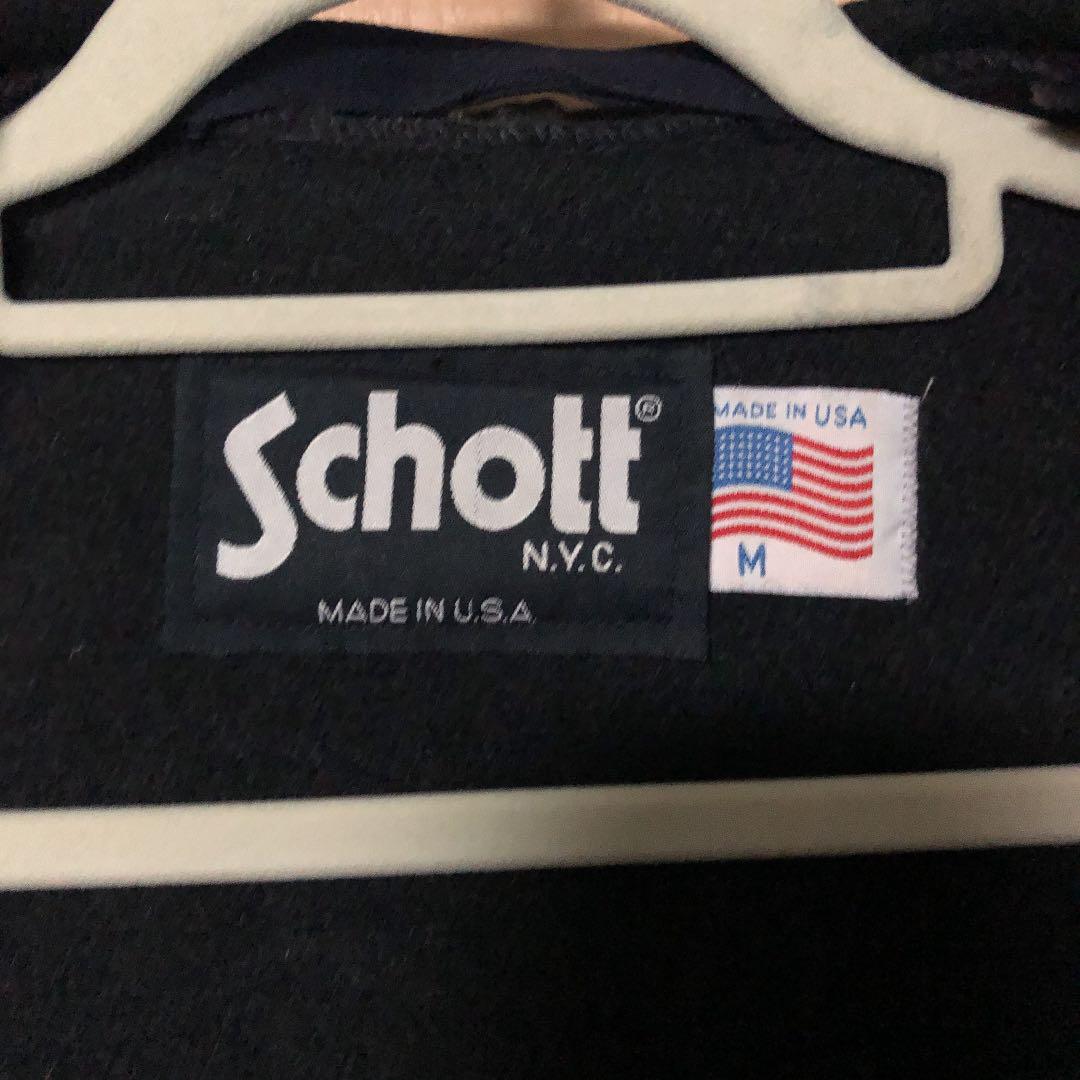 Schott®
N.Y.C.
MADE IN U.S.A.
MADE IN USA
M